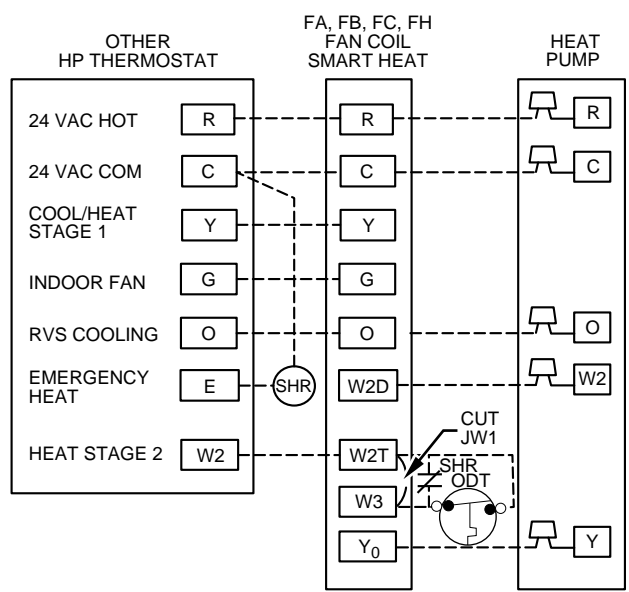 OTHER
HP THERMOSTAT
FA, FB, FC, FH
FAN COIL
SMART HEAT
HEAT
PUMP
24 VAC HOT R R R
24 VAC COM C C C
COOL/HEAT
STAGE 1 Y Y
INDOOR FAN G G
RVS COOLING O O O
EMERGENCY
HEAT E SHR W2D W2
CUT
JW1
HEAT STAGE 2 W2 W2T
SHR
ODT
W3
Y0 Y